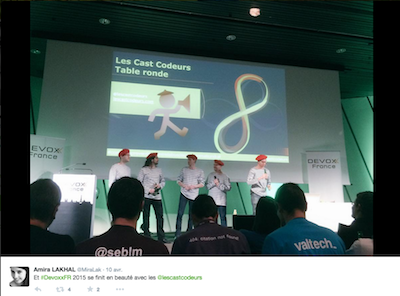 Les Cast Codeurs
Table ronde
DEVOXX
France
DEVOXX
France
@seblm
valtech_
Amira LAKHAL @MiraLak · 10 avr.
Et #DevoxxFR 2015 se finit en beauté avec les @lescastcodeurs
4
2